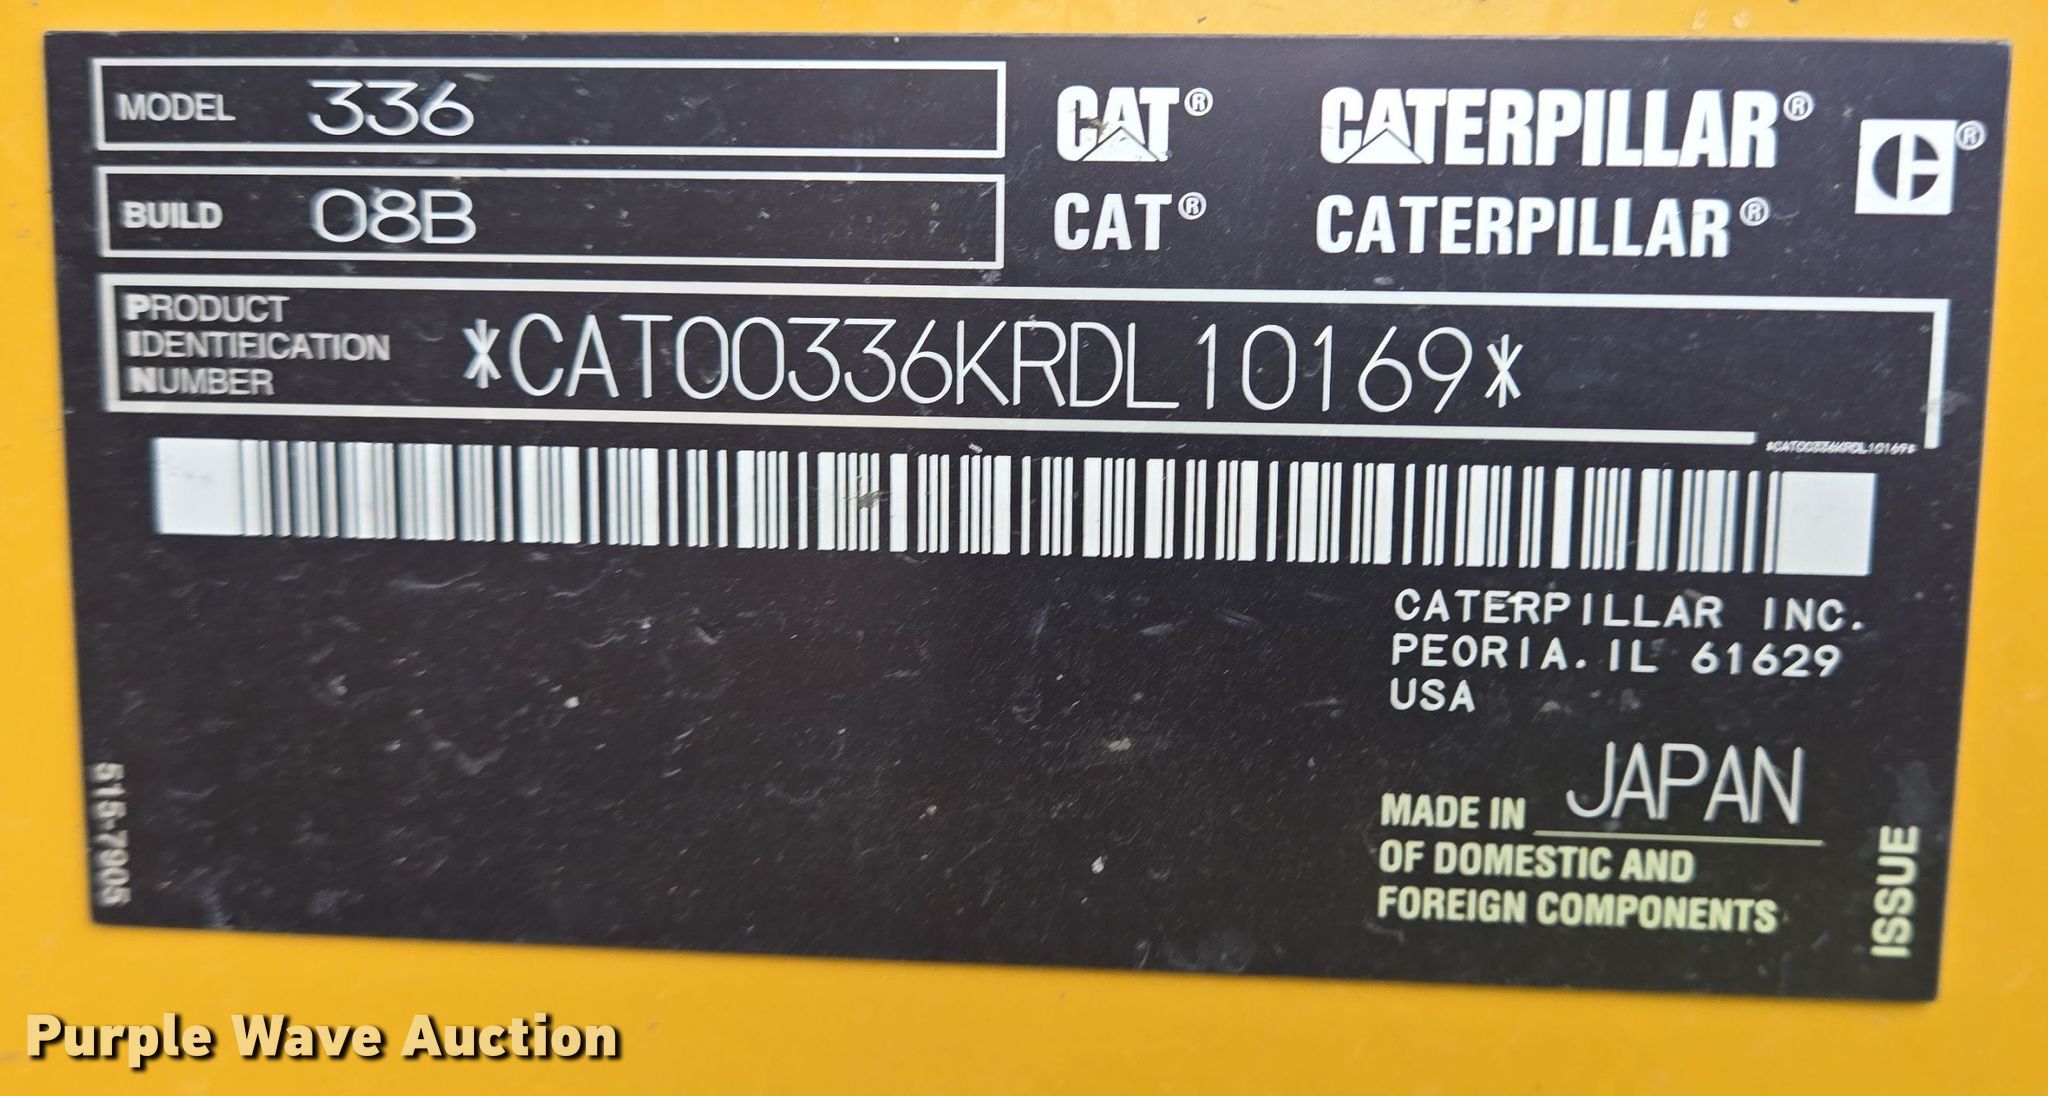 MODEL 336
CAT® CATERPILLAR® ®
BUILD 08B
CAT® CATERPILLAR®
PRODUCT
IDENTIFICATION
NUMBER
*CAT00336KRDL10169*
*CAT00336KRDL10169*
CATERPILLAR INC.
PEORIA. IL 61629
USA
MADE IN JAPAN
OF DOMESTIC AND
FOREIGN COMPONENTS
ISSUE
515-7905
Purple Wave Auction